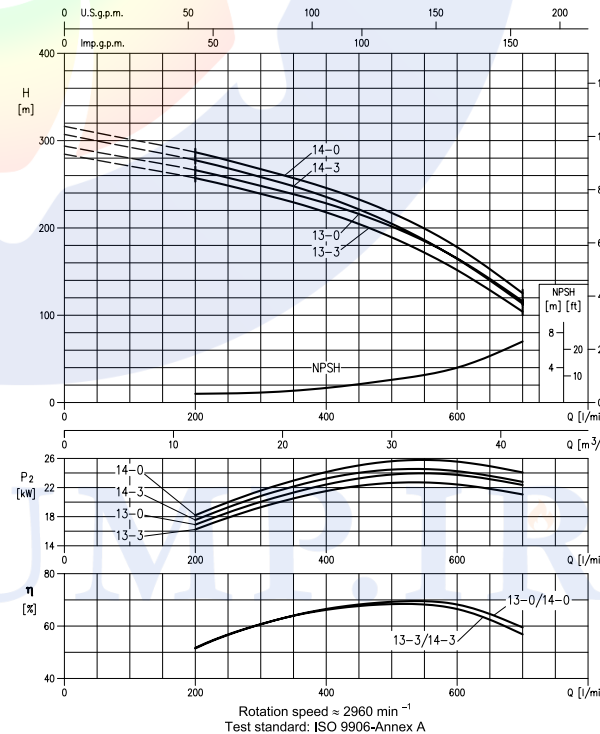 0 U.S.g.p.m. 50 100 150 200
0 Imp.g.p.m. 50 100 150
400
H
[m]
300
200
100
0
14-0
14-3
13-0
13-3
NPSH
NPSH
[m] [ft]
8
20
4
10
0 200 400 600 Q [l/mi
0 10 20 30 40 Q [m³/
26
P2
[kW]
22
18
14
14-0
14-3
13-0
13-3
200 400 600 Q [l/mi
80
η
[%]
60
40
13-0/14-0
13-3/14-3
0 200 400 600 Q [l/mi
UMP.IR
Rotation speed ≈ 2960 min ⁻¹
Test standard: ISO 9906-Annex A